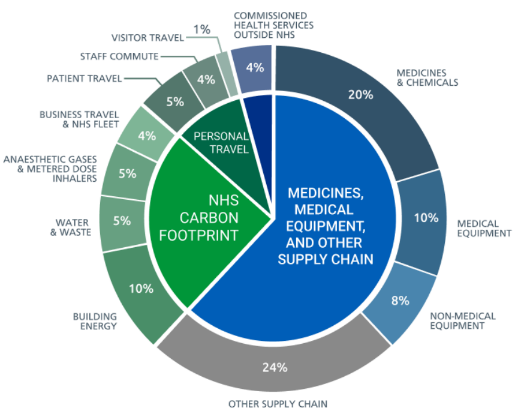 COMMISSIONED
HEALTH SERVICES
OUTSIDE NHS
4%
MEDICINES
& CHEMICALS
20%
MEDICAL
EQUIPMENT
10%
NON-MEDICAL
EQUIPMENT
8%
OTHER SUPPLY CHAIN
24%
BUILDING
ENERGY
10%
WATER
& WASTE
5%
ANAESTHETIC GASES
& METERED DOSE
INHALERS
5%
BUSINESS TRAVEL
& NHS FLEET
4%
PATIENT TRAVEL
5%
STAFF COMMUTE
4%
VISITOR TRAVEL
1%
PERSONAL
TRAVEL
NHS
CARBON
FOOTPRINT
MEDICINES,
MEDICAL
EQUIPMENT,
AND OTHER
SUPPLY CHAIN